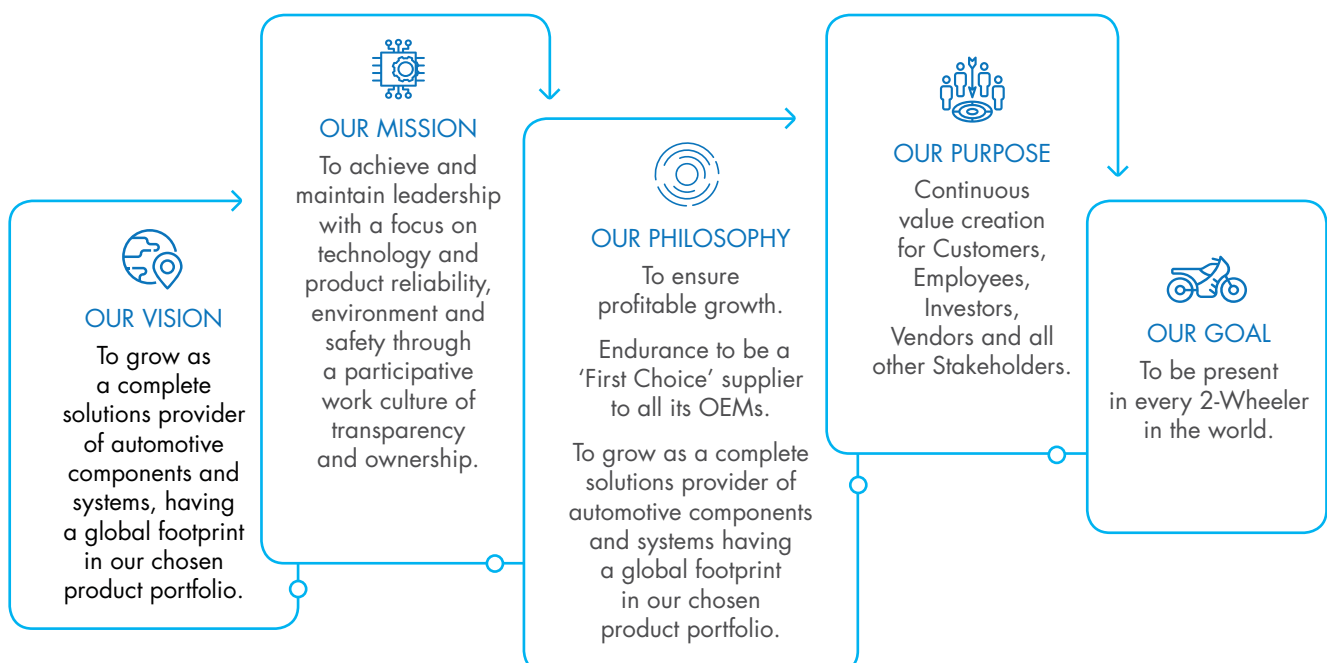 OUR VISION
To grow as
a complete
solutions provider
of automotive
components and
systems, having
a global footprint
in our chosen
product portfolio.
OUR MISSION
To achieve and
maintain leadership
with a focus on
technology and
product reliability,
environment and
safety through
a participative
work culture of
transparency
and ownership.
OUR PHILOSOPHY
To ensure
profitable growth.
Endurance to be a
‘First Choice’ supplier
to all its OEMs.
To grow as a complete
solutions provider of
automotive components
and systems having
a global footprint
in our chosen
product portfolio.
OUR PURPOSE
Continuous
value creation
for Customers,
Employees,
Investors,
Vendors and all
other Stakeholders.
OUR GOAL
To be present
in every 2-Wheeler
in the world.